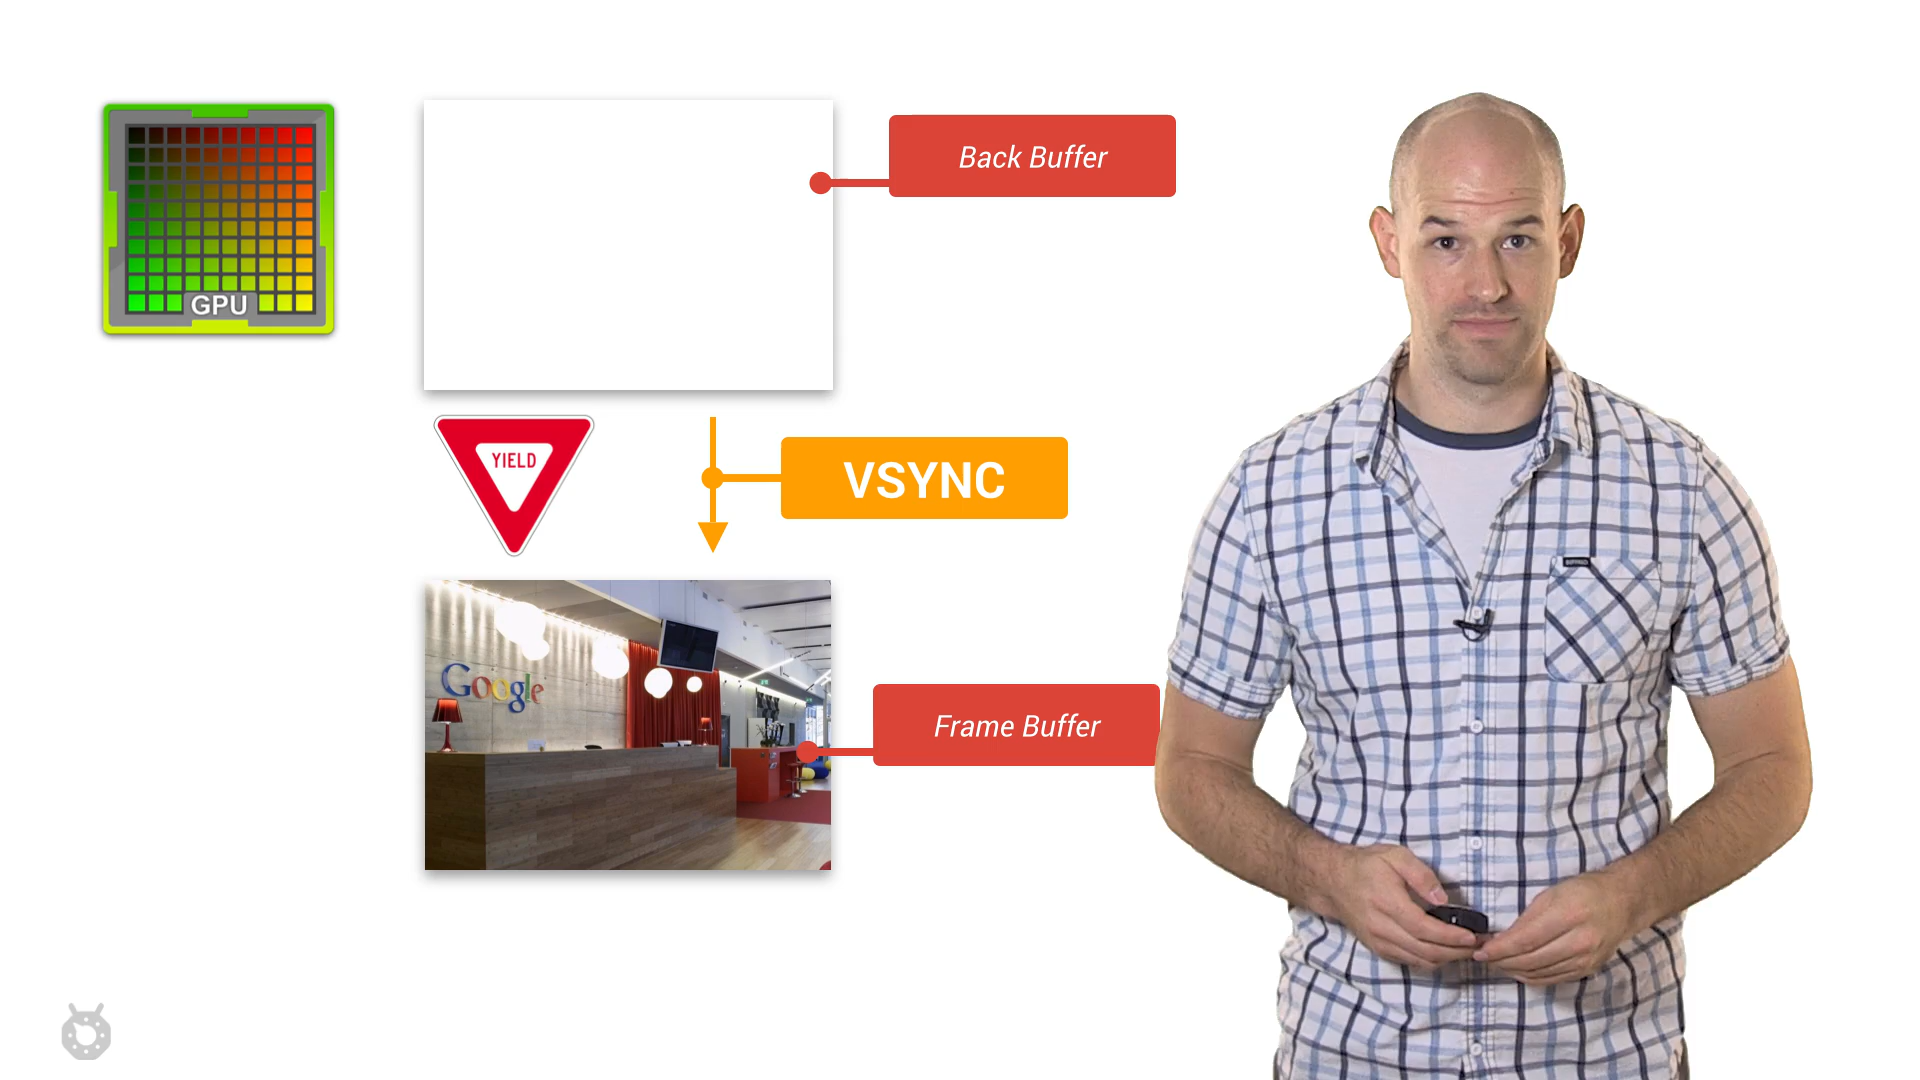 GPU
Back Buffer
YIELD
VSYNC
Google
Frame Buffer